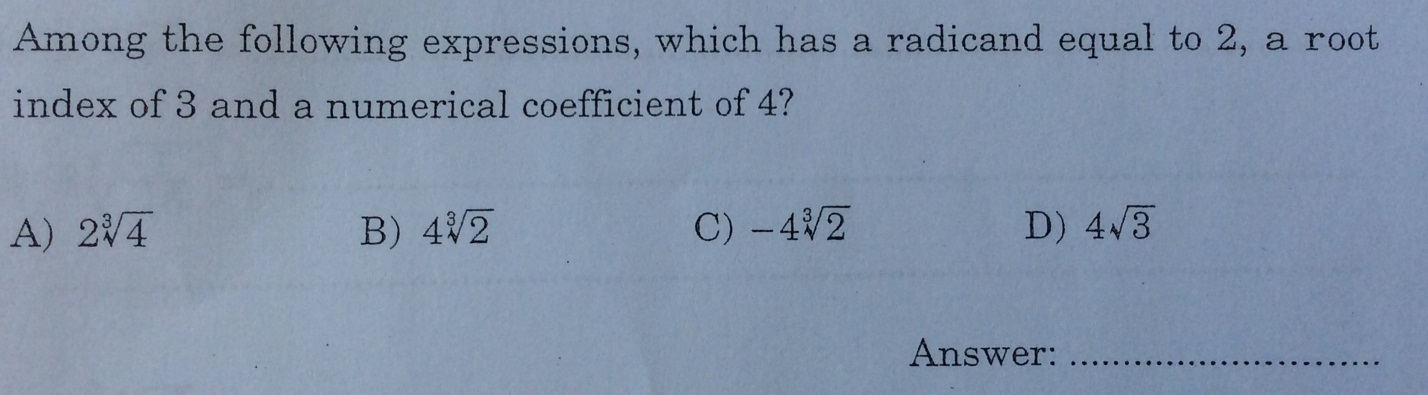 Among the following expressions, which has a radicand equal to 2, a root
index of 3 and a numerical coefficient of 4?
A) 2∛4 B) 4∛2 C) −4∛2 D) 4√3
Answer: ..............................